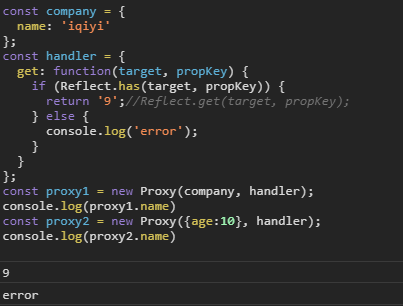 const company = {
  name: 'iqiyi'
};
const handler = {
  get: function(target, propKey) {
    if (Reflect.has(target, propKey)) {
      return '9';//Reflect.get(target, propKey);
    } else {
      console.log('error');
    }
  }
};
const proxy1 = new Proxy(company, handler);
console.log(proxy1.name)
const proxy2 = new Proxy({age:10}, handler);
console.log(proxy2.name)
9
error